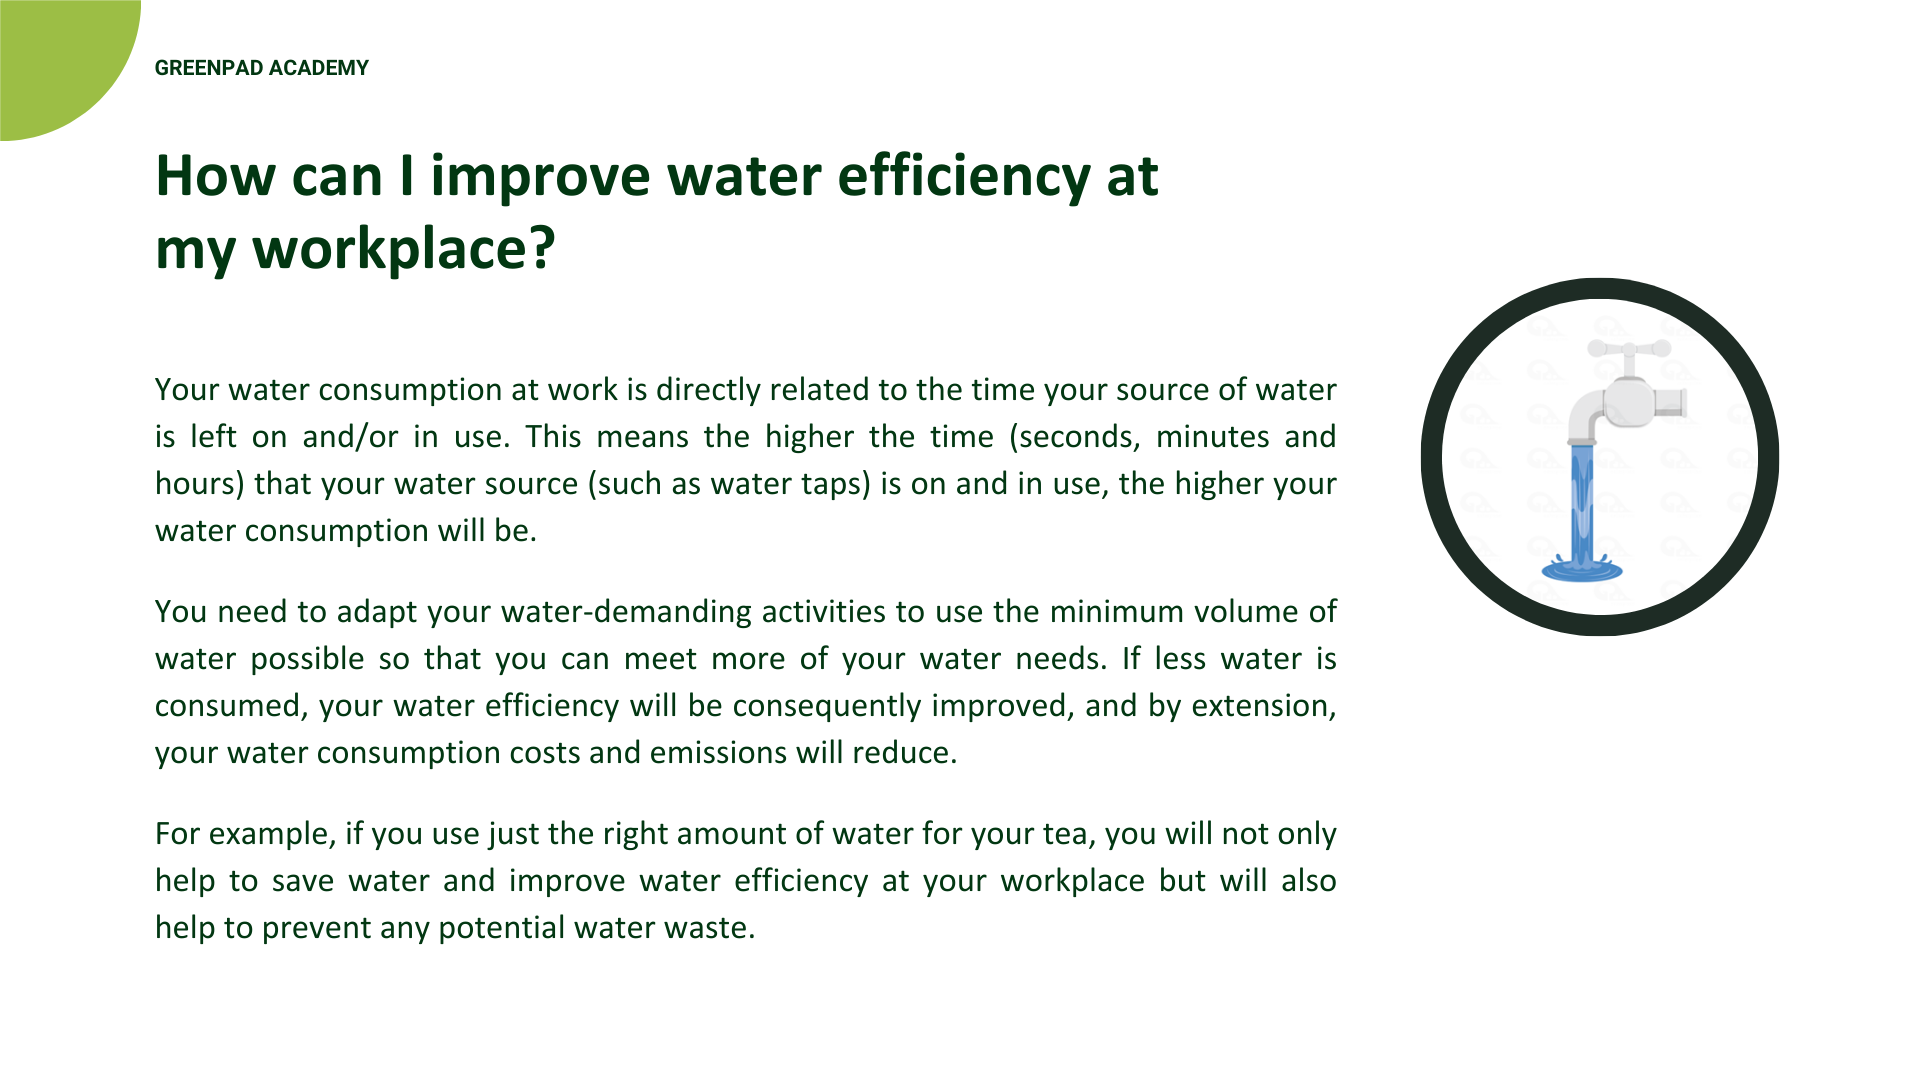 GREENPAD ACADEMY
How can I improve water efficiency at
my workplace?
Your water consumption at work is directly related to the time your source of water
is left on and/or in use. This means the higher the time (seconds, minutes and
hours) that your water source (such as water taps) is on and in use, the higher your
water consumption will be.
You need to adapt your water-demanding activities to use the minimum volume of
water possible so that you can meet more of your water needs. If less water is
consumed, your water efficiency will be consequently improved, and by extension,
your water consumption costs and emissions will reduce.
For example, if you use just the right amount of water for your tea, you will not only
help to save water and improve water efficiency at your workplace but will also
help to prevent any potential water waste.